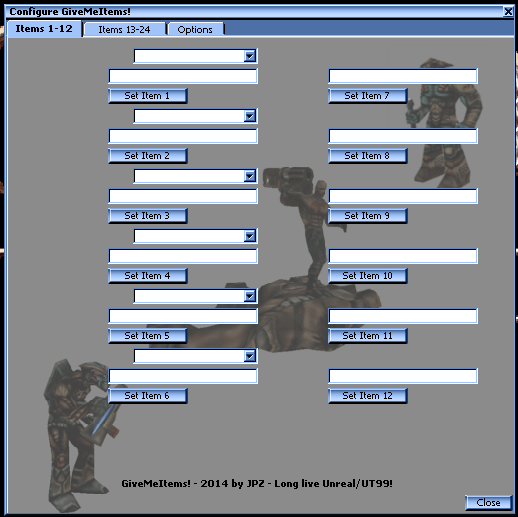 Configure GiveMeItems!
Items 1-12 Items 13-24 Options
Set Item 1 Set Item 7
Set Item 2 Set Item 8
Set Item 3 Set Item 9
Set Item 4 Set Item 10
Set Item 5 Set Item 11
Set Item 6 Set Item 12
GiveMeItems! - 2014 by JPZ - Long live Unreal/UT99!
Close